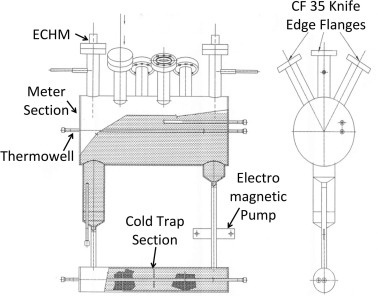 ECHM
CF 35 Knife
Edge Flanges
Meter
Section
Thermowell
Electro
magnetic
Pump
Cold Trap
Section